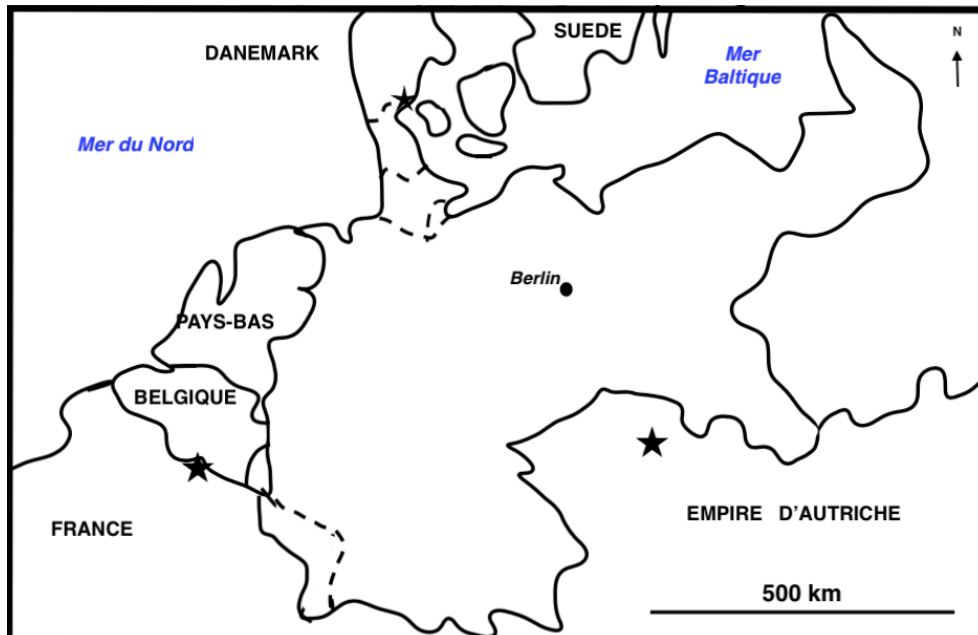 SUEDE
DANEMARK
N
Mer
Baltique
Mer du Nord
Berlin
PAYS-BAS
BELGIQUE
EMPIRE D'AUTRICHE
FRANCE
500 km